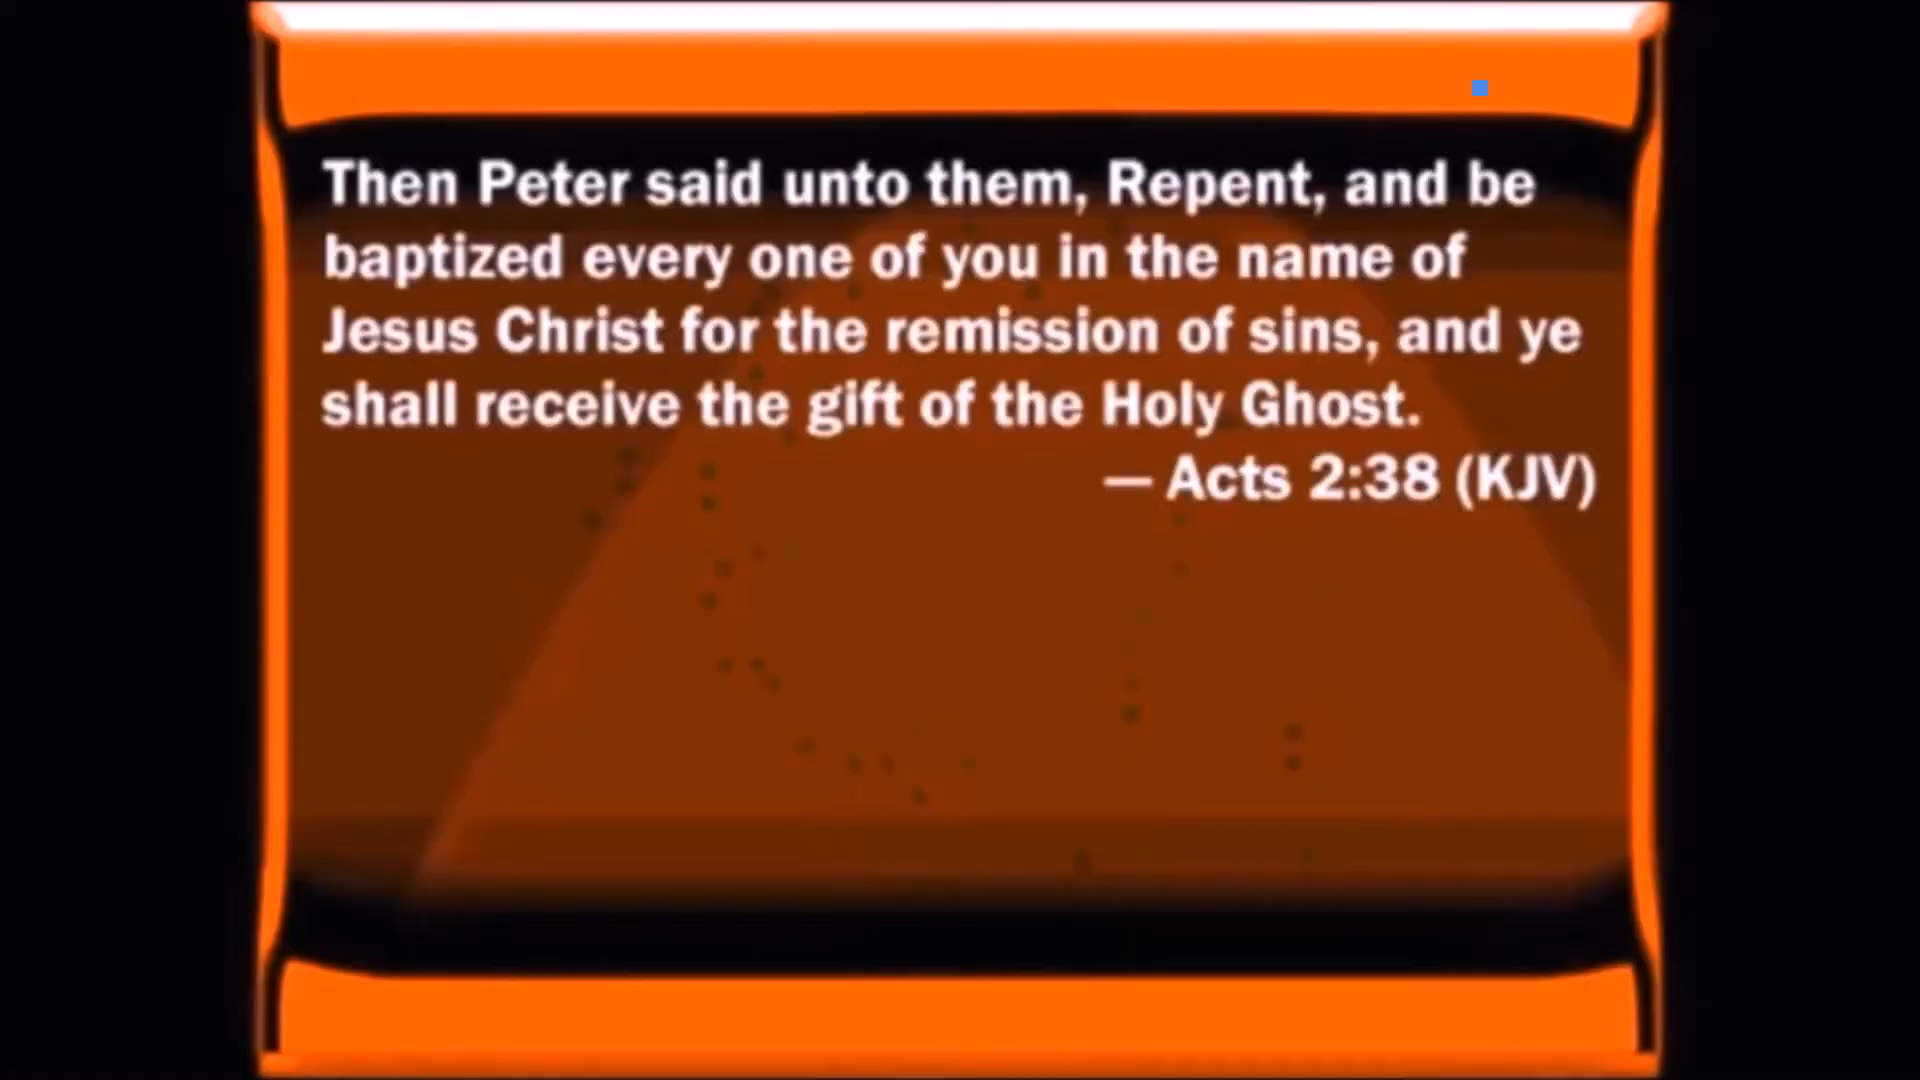 Then Peter said unto them, Repent, and be
baptized every one of you in the name of
Jesus Christ for the remission of sins, and ye
shall receive the gift of the Holy Ghost.
— Acts 2:38 (KJV)